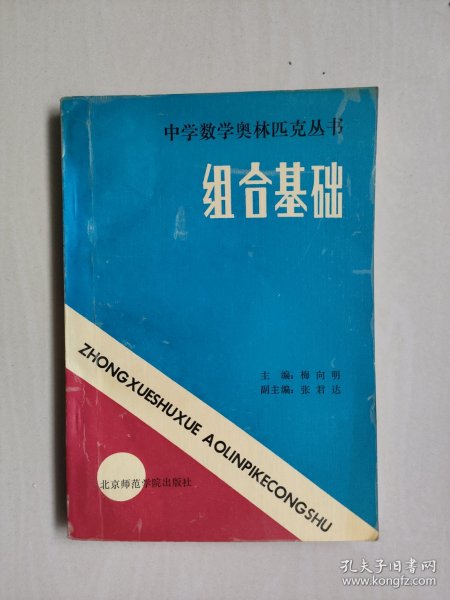 中学数学奥林匹克丛书
组合基础
主 编：梅 向 明
副主编：张 君 达
ZHONGXUESHUXUE AOLINPIKECONGSHU
北京师范学院出版社
孔夫子旧书网
www.kongfz.com